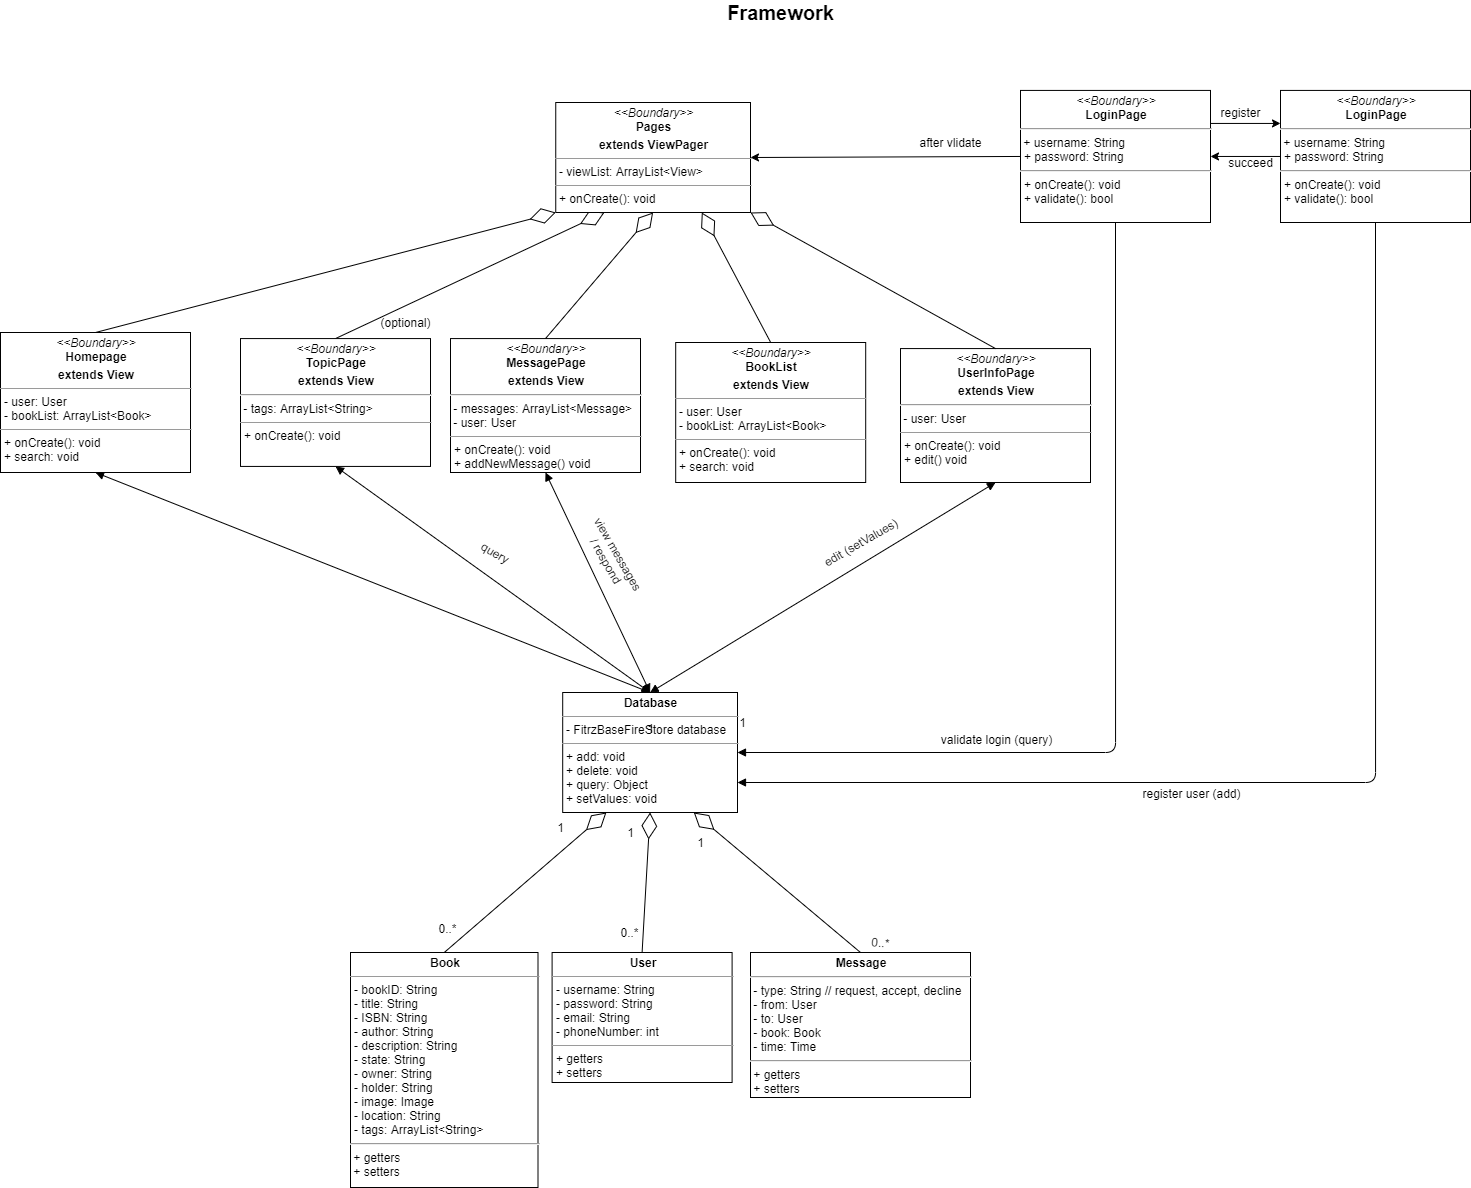 Framework
<<Boundary>>
Pages
extends ViewPager
- viewList: ArrayList<View>
+ onCreate(): void
after vlidate
<<Boundary>>
LoginPage
+ username: String
+ password: String
+ onCreate(): void
+ validate(): bool
register
succeed
<<Boundary>>
LoginPage
+ username: String
+ password: String
+ onCreate(): void
+ validate(): bool
<<Boundary>>
Homepage
extends View
- user: User
- bookList: ArrayList<Book>
+ onCreate(): void
+ search: void
(optional)
<<Boundary>>
TopicPage
extends View
- tags: ArrayList<String>
+ onCreate(): void
<<Boundary>>
MessagePage
extends View
- messages: ArrayList<Message>
- user: User
+ onCreate(): void
+ addNewMessage() void
<<Boundary>>
BookList
extends View
- user: User
- bookList: ArrayList<Book>
+ onCreate(): void
+ search: void
<<Boundary>>
UserInfoPage
extends View
- user: User
+ onCreate(): void
+ edit() void
query
view messages
/ respond
edit (setValues)
Database
- FitrzBaseFireStore database
1
1
+ add: void
+ delete: void
+ query: Object
+ setValues: void
validate login (query)
register user (add)
1
1
1
0..*
0..*
0..*
Book
- bookID: String
- title: String
- ISBN: String
- author: String
- description: String
- state: String
- owner: String
- holder: String
- image: Image
- location: String
- tags: ArrayList<String>
+ getters
+ setters
User
- username: String
- password: String
- email: String
- phoneNumber: int
+ getters
+ setters
Message
- type: String // request, accept, decline
- from: User
- to: User
- book: Book
- time: Time
+ getters
+ setters